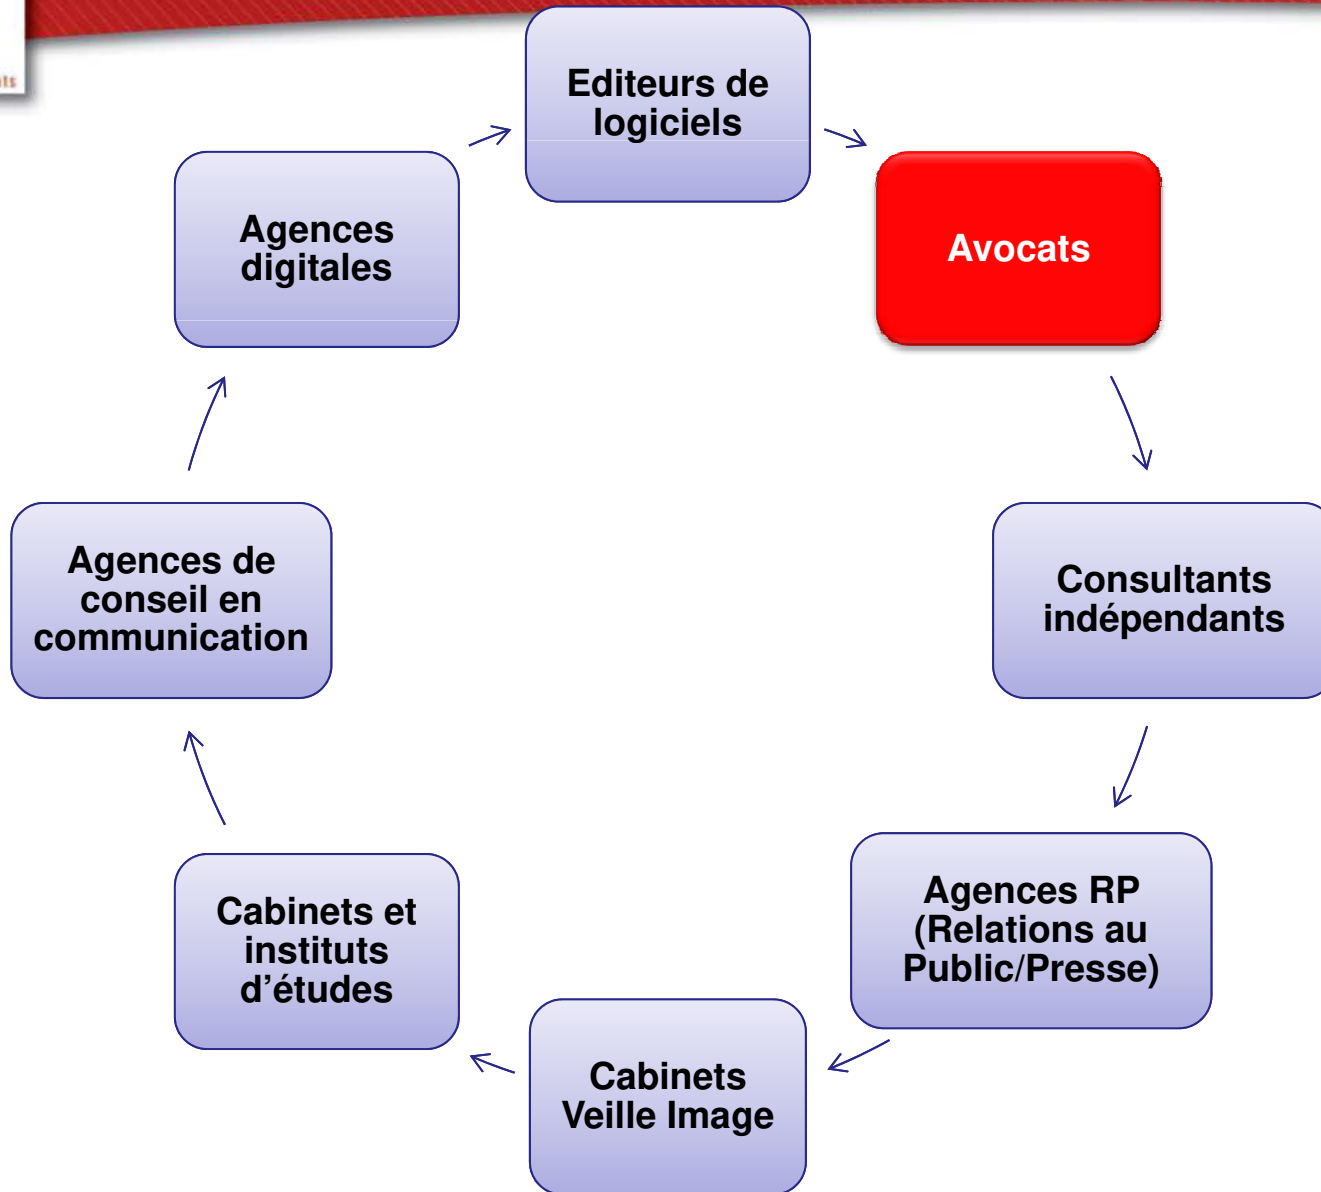 Editeurs de
logiciels
Avocats
Consultants
indépendants
Agences RP
(Relations au
Public/Presse)
Cabinets
Veille Image
Cabinets et
instituts
d’études
Agences de
conseil en
communication
Agences
digitales